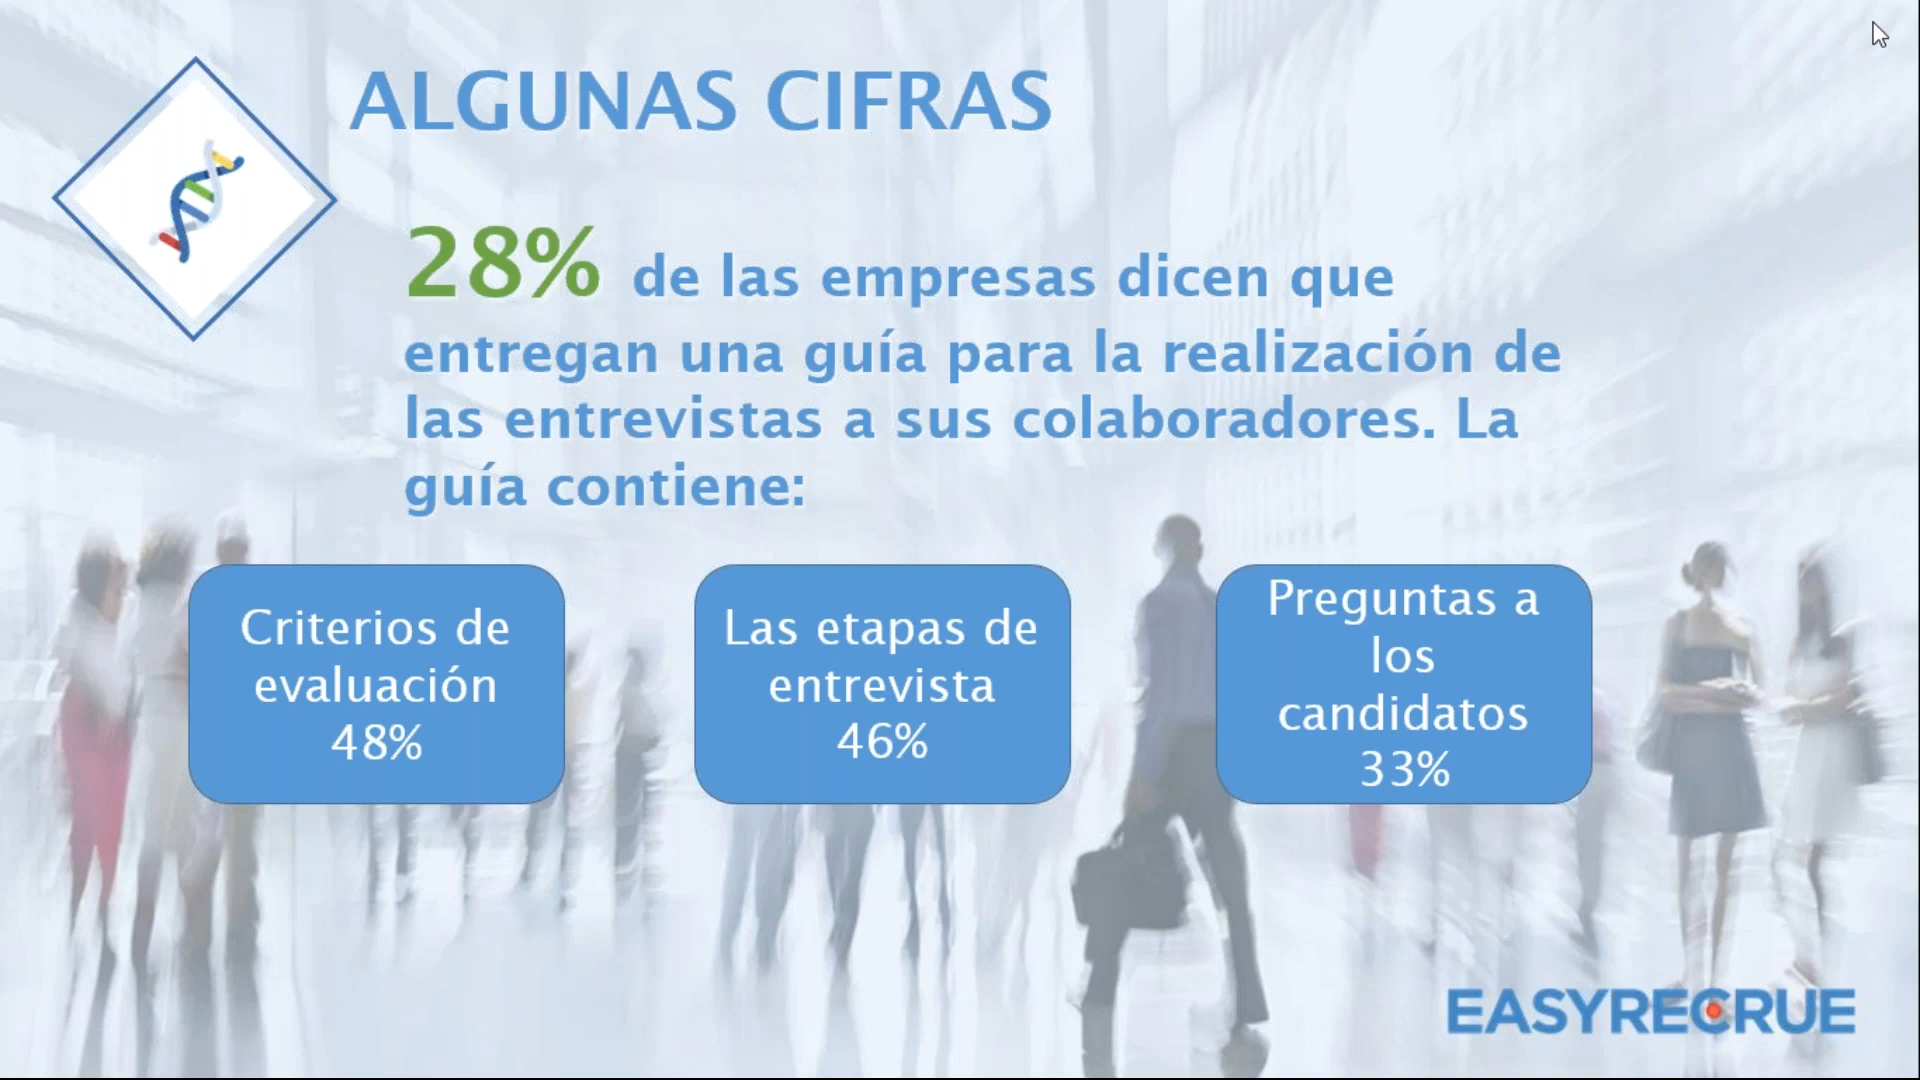 ALGUNAS CIFRAS
28% de las empresas dicen que
entregan una guía para la realización de
las entrevistas a sus colaboradores. La
guía contiene:
Criterios de
evaluación
48%
Las etapas de
entrevista
46%
Preguntas a
los
candidatos
33%
EASYRECRUE